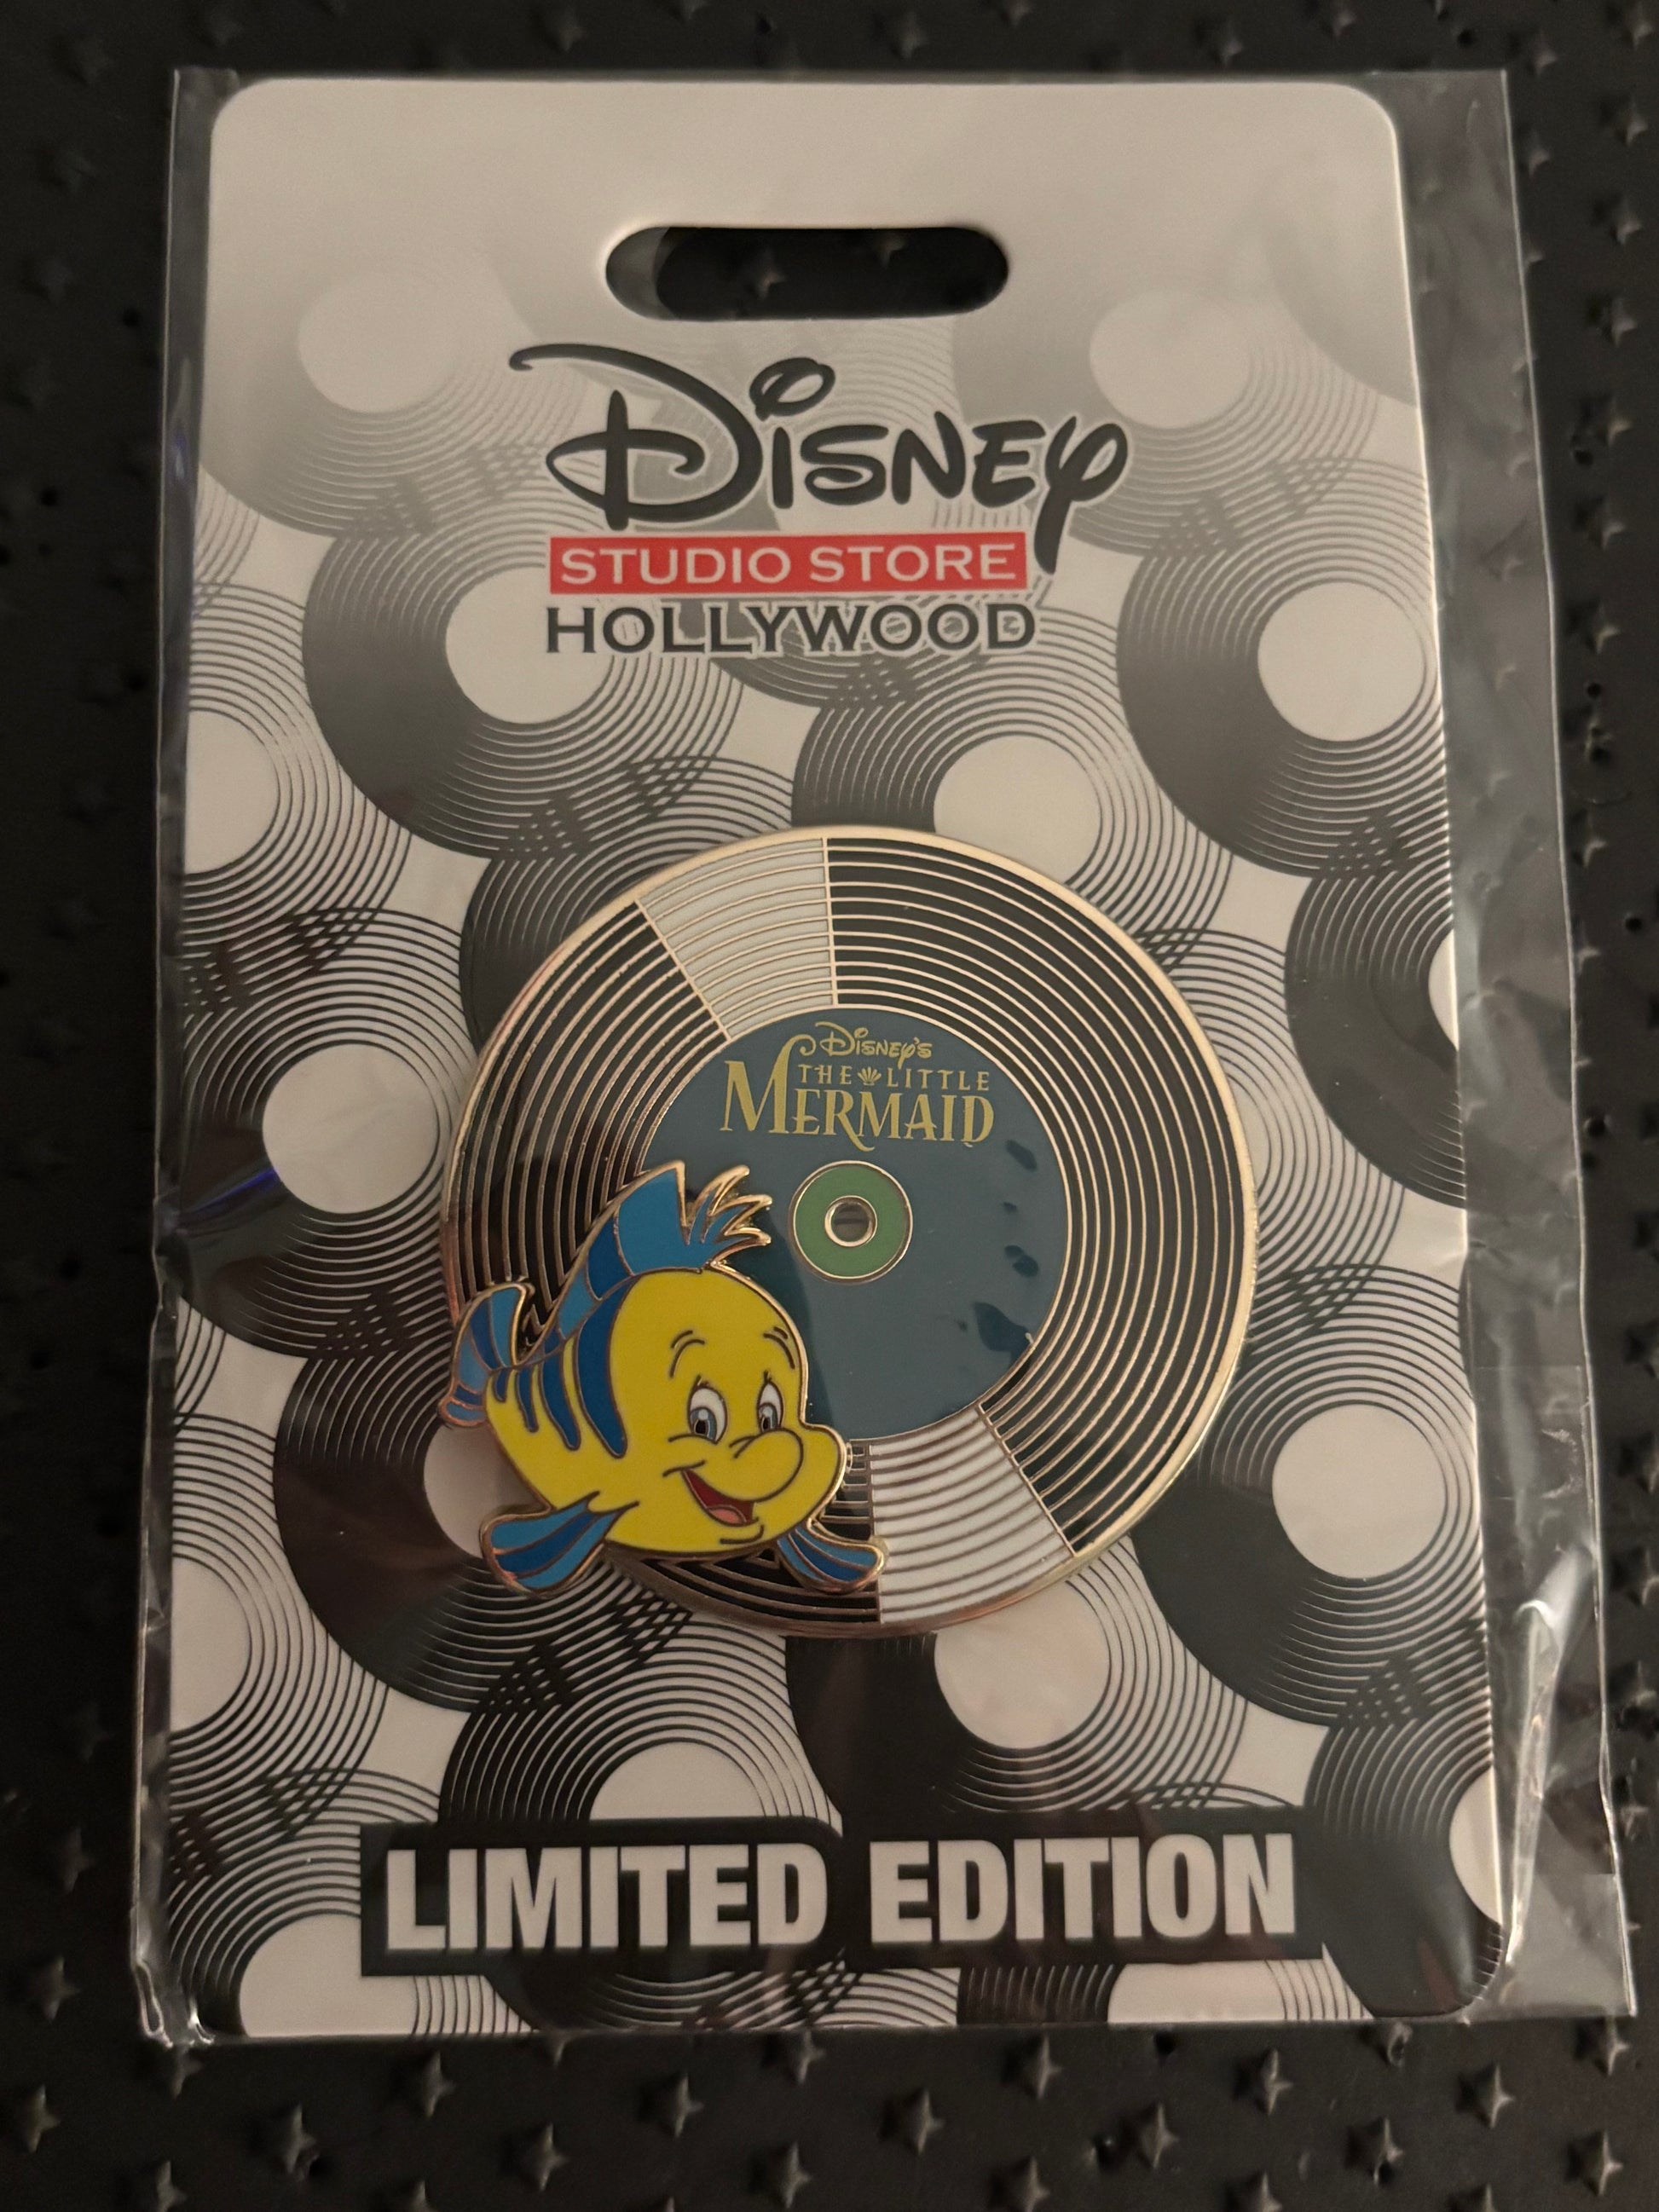 Disney
STUDIO STORE
HOLLYWOOD
Disney's
THE LITTLE
MERMAID
LIMITED EDITION